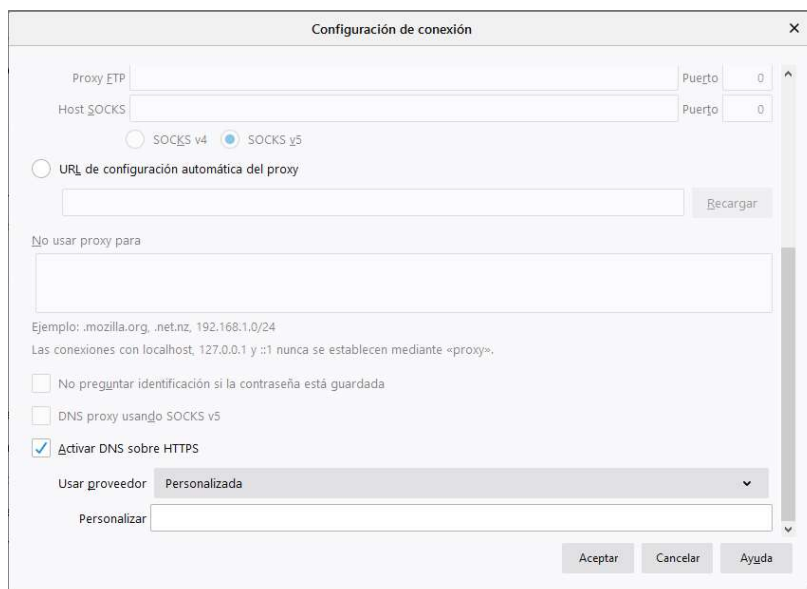 Configuración de conexión
Proxy FTP Puerto 0
Host SOCKS Puerto 0
SOCKS v4 SOCKS v5
URL de configuración automática del proxy
Recargar
No usar proxy para
Ejemplo: .mozilla.org, .net.nz, 192.168.1.0/24
Las conexiones con localhost, 127.0.0.1 y ::1 nunca se establecen mediante «proxy».
No preguntar identificación si la contraseña está guardada
DNS proxy usando SOCKS v5
Activar DNS sobre HTTPS
Usar proveedor Personalizada
Personalizar
Aceptar Cancelar Ayuda